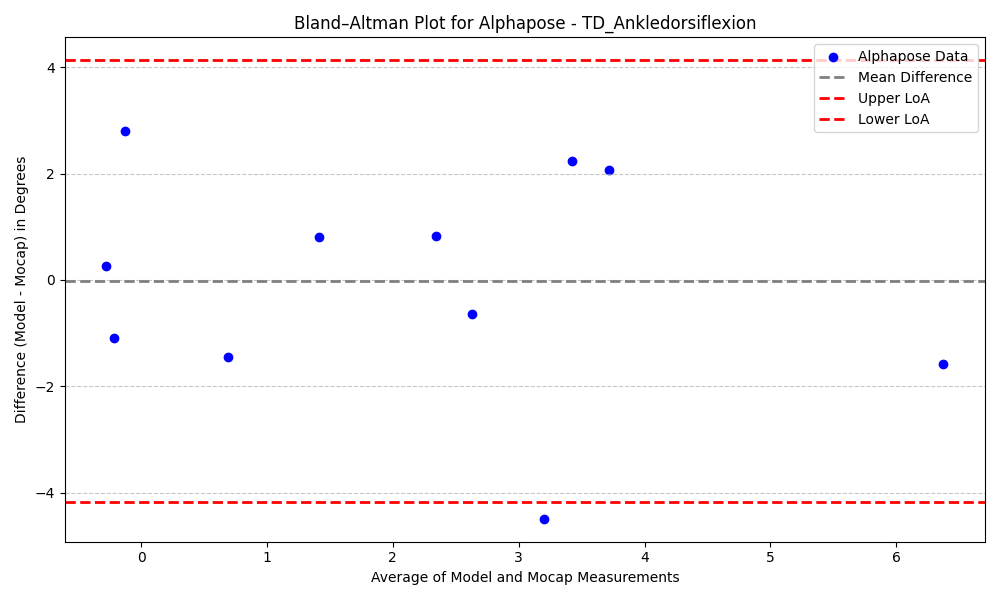 Bland–Altman Plot for Alphapose - TD_Ankledorsiflexion
Alphapose Data
Mean Difference
Upper LoA
Lower LoA
Difference (Model - Mocap) in Degrees
4
2
0
−2
−4
0 1 2 3 4 5 6
Average of Model and Mocap Measurements